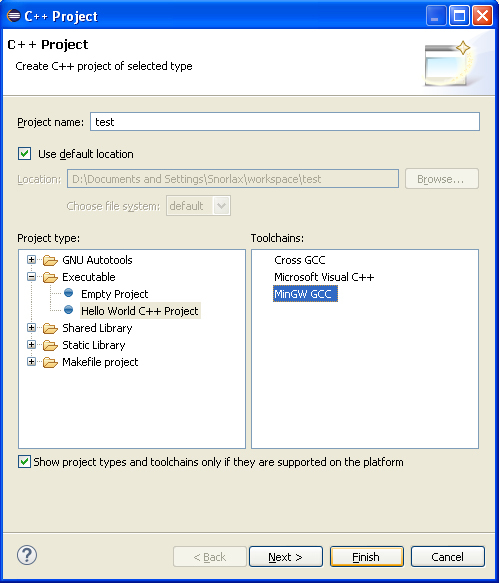 C++ Project
C++ Project
Create C++ project of selected type
Project name: test
Use default location
Location: D:\Documents and Settings\Snorlax\workspace\test Browse...
Choose file system: default
Project type: Toolchains:
GNU Autotools Cross GCC
Executable Microsoft Visual C++
Empty Project MinGW GCC
Hello World C++ Project
Shared Library
Static Library
Makefile project
Show project types and toolchains only if they are supported on the platform
? < Back Next > Finish Cancel